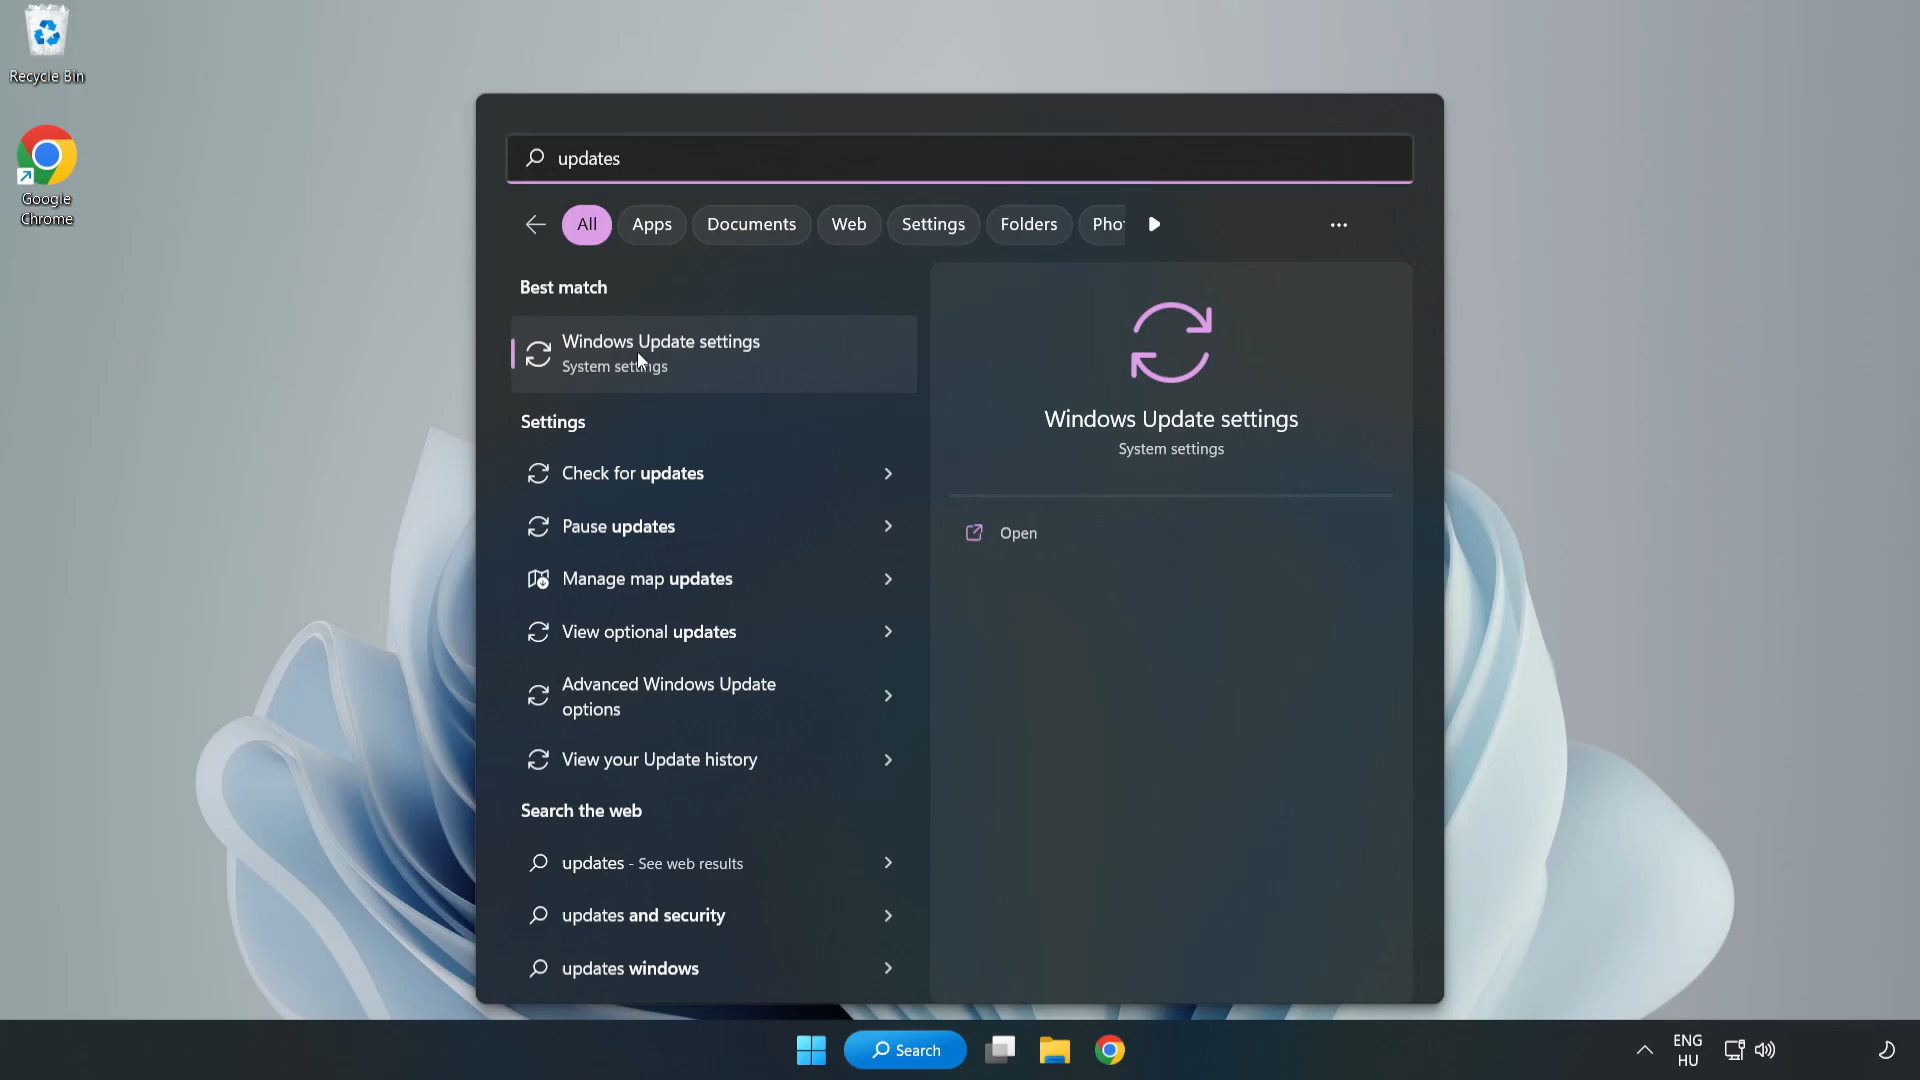 Recycle Bin
Google
Chrome
updates
All
Apps
Documents
Web
Settings
Folders
Pho
Best match
Windows Update settings
System settings
Settings
Check for updates
Pause updates
Manage map updates
View optional updates
Advanced Windows Update
options
View your Update history
Search the web
updates - See web results
updates and security
updates windows
Windows Update settings
System settings
Open
Search
ENG
HU